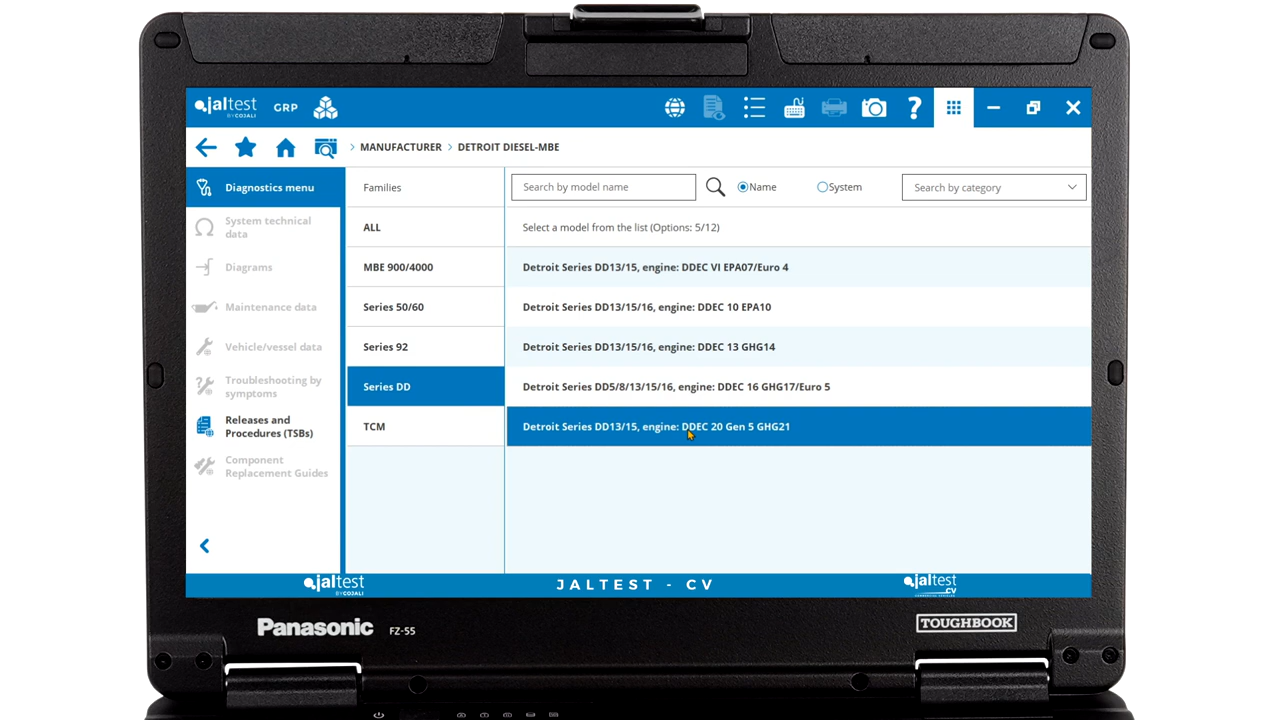 jaltest GRP
BY COJALI
MANUFACTURER > DETROIT DIESEL-MBE
Diagnostics menu
System technical
data
Diagrams
Maintenance data
Vehicle/vessel data
Troubleshooting by
symptoms
Releases and
Procedures (TSBs)
Component
Replacement Guides
Families
ALL
MBE 900/4000
Series 50/60
Series 92
Series DD
TCM
Search by model name
Name
System
Search by category
Select a model from the list (Options: 5/12)
Detroit Series DD13/15, engine: DDEC VI EPA07/Euro 4
Detroit Series DD13/15/16, engine: DDEC 10 EPA10
Detroit Series DD13/15/16, engine: DDEC 13 GHG14
Detroit Series DD5/8/13/15/16, engine: DDEC 16 GHG17/Euro 5
Detroit Series DD13/15, engine: DDEC 20 Gen 5 GHG21
jaltest
BY COJALI
JALTEST - CV
jaltest
CV
Panasonic FZ-55
TOUGHBOOK